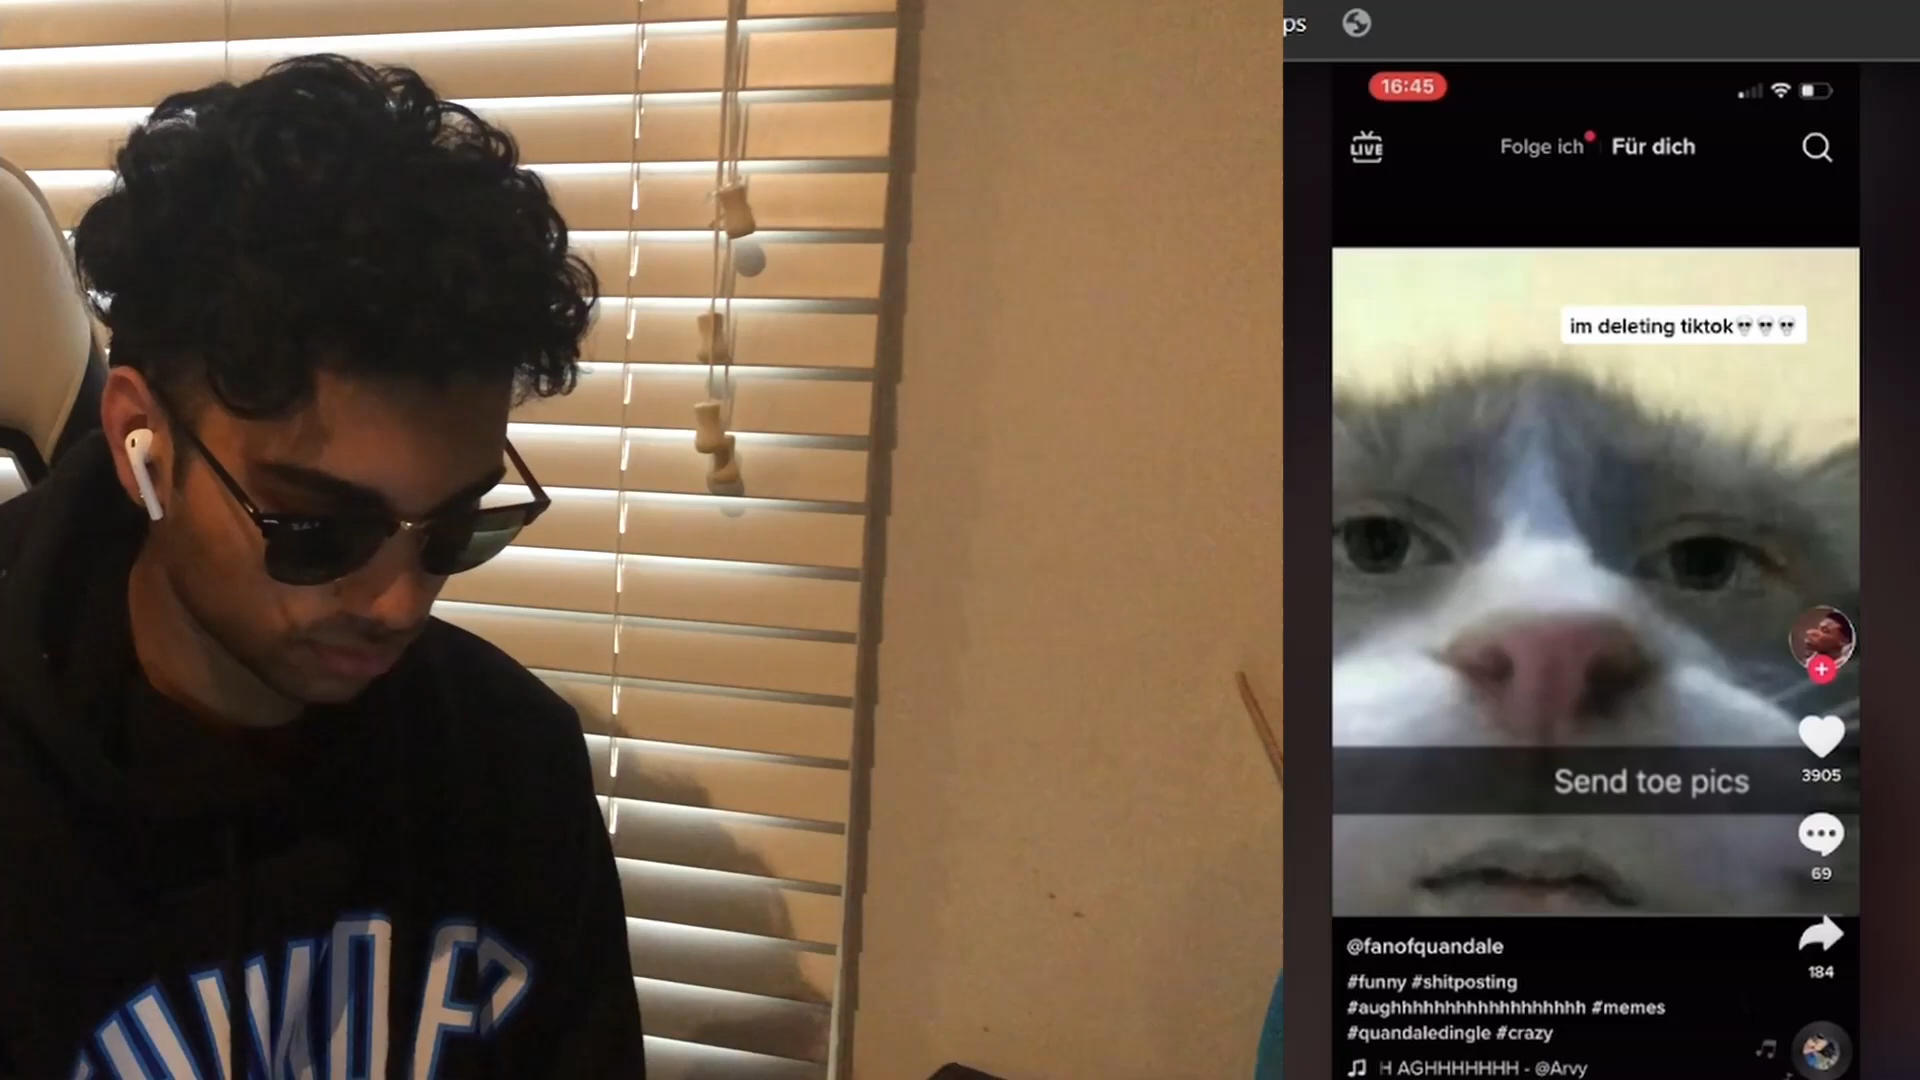 ps
16:45
LIVE
Folge ich
Für dich
im deleting tiktok💀💀💀
3905
Send toe pics
69
@fanofquandale
184
#funny #shitposting
#aughhhhhhhhhhhhhhhhhh #memes
#quandaledingle #crazy
H AGHHHHHHH - @Arvy